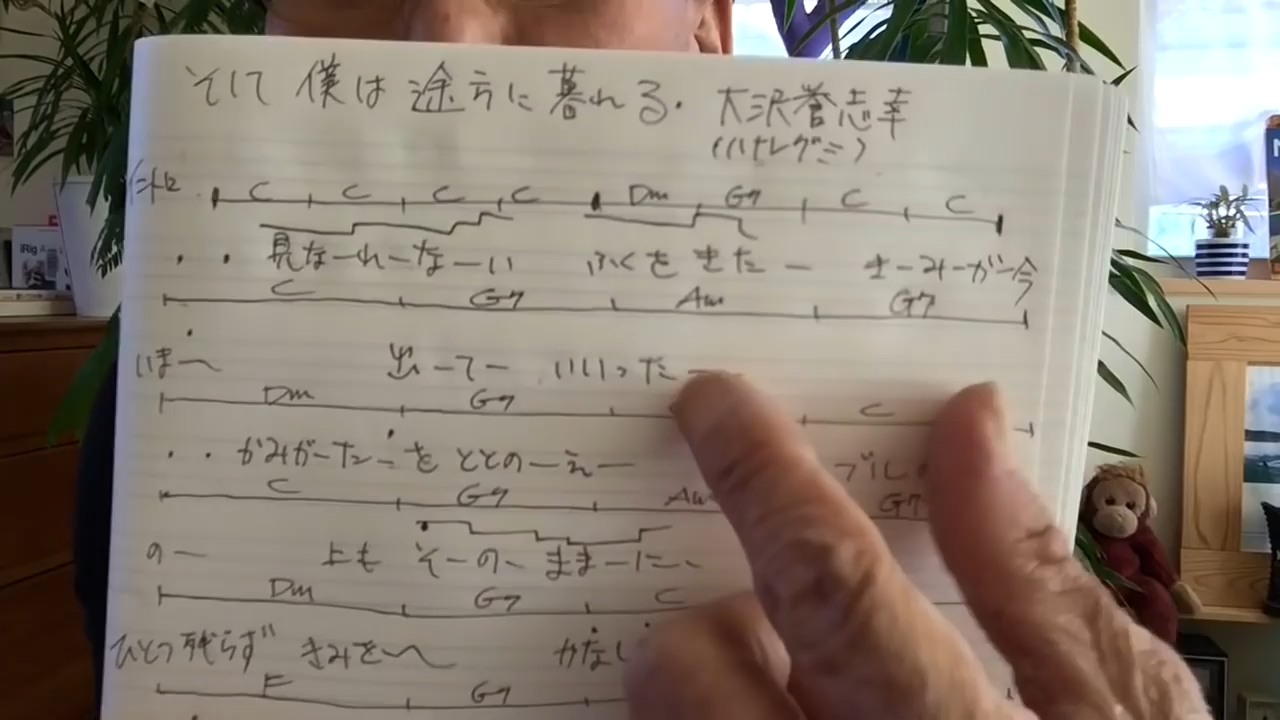 そして僕は途方に暮れる. 大沢誉志幸
(ハナレグミ)
イントロ C C C C Dm G7 C C
・・見なーれーなーい ふくをきたー きーみーがー今
C G7 Am G7
いまー 出ーてー いいった
Dm G7 C
・・かみがーたーを ととのーえー ブルの
C G7 Am G7
のー 上も そーのーままーにー
Dm G7 C
ひとつ残らず きみをー かなし
F G7
iRig